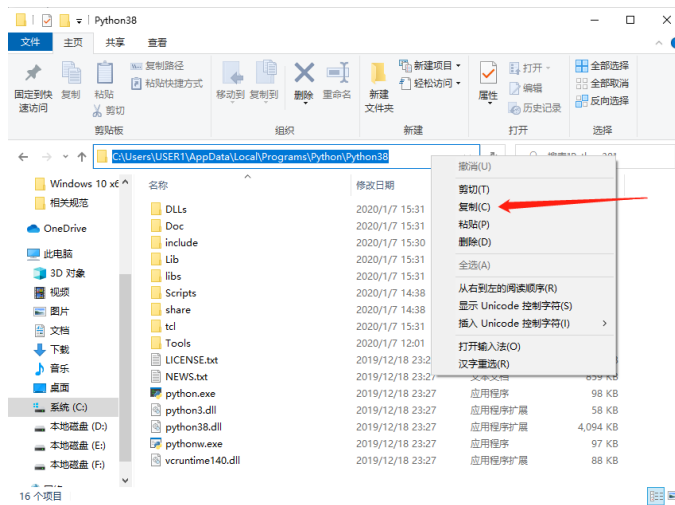 Python38
文件 主页 共享 查看
固定到快速访问 复制 粘贴 复制路径 粘贴快捷方式 剪切 移动到 复制到 删除 重命名 新建文件夹 新建项目 轻松访问 属性 打开 编辑 历史记录 全部选择 全部取消 反向选择
剪贴板 组织 新建 打开 选择
C:\Users\USER1\AppData\Local\Programs\Python\Python38
撤消(U)
剪切(T)
复制(C)
粘贴(P)
删除(D)
全选(A)
从右到左的阅读顺序(R)
显示 Unicode 控制字符(S)
插入 Unicode 控制字符(I)
打开输入法(O)
汉字重选(R)
Windows 10 x6
相关规范
OneDrive
此电脑
3D 对象
视频
图片
文档
下载
音乐
桌面
系统 (C:)
本地磁盘 (D:)
本地磁盘 (E:)
本地磁盘 (F:)
名称 修改日期
DLLs 2020/1/7 15:31
Doc 2020/1/7 15:31
include 2020/1/7 15:30
Lib 2020/1/7 15:31
libs 2020/1/7 15:31
Scripts 2020/1/7 14:38
share 2020/1/7 14:38
tcl 2020/1/7 15:31
Tools 2020/1/7 12:01
LICENSE.txt 2019/12/18 23:2
NEWS.txt 2019/12/18 23:27 文本文档 859 KB
python.exe 2019/12/18 23:27 应用程序 98 KB
python3.dll 2019/12/18 23:27 应用程序扩展 58 KB
python38.dll 2019/12/18 23:27 应用程序扩展 4,094 KB
pythonw.exe 2019/12/18 23:27 应用程序 97 KB
vcruntime140.dll 2019/12/18 23:27 应用程序扩展 88 KB
16 个项目